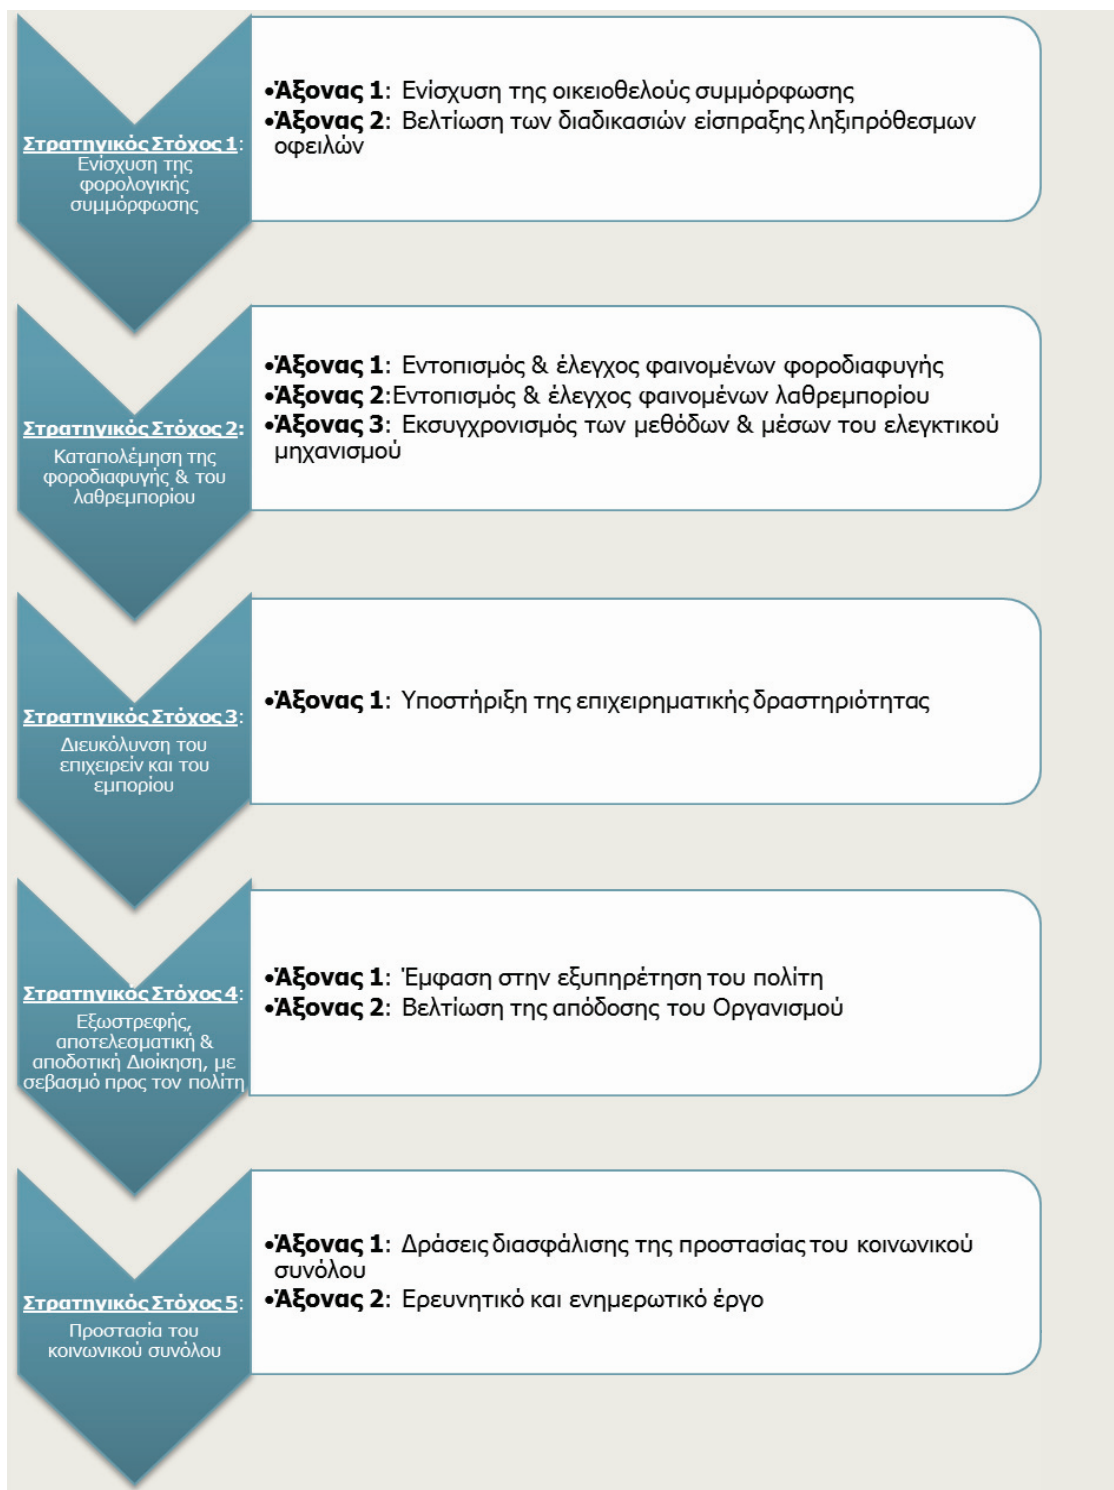 Στρατηγικός Στόχος 1:
Ενίσχυση της
φορολογικής
συμμόρφωσης
•Άξονας 1: Ενίσχυση της οικειοθελούς συμμόρφωσης
•Άξονας 2: Βελτίωση των διαδικασιών είσπραξης ληξιπρόθεσμων
οφειλών
Στρατηγικός Στόχος 2:
Καταπολέμηση της
φοροδιαφυγής & του
λαθρεμπορίου
•Άξονας 1: Εντοπισμός & έλεγχος φαινομένων φοροδιαφυγής
•Άξονας 2:Εντοπισμός & έλεγχος φαινομένων λαθρεμπορίου
•Άξονας 3: Εκσυγχρονισμός των μεθόδων & μέσων του ελεγκτικού
μηχανισμού
Στρατηγικός Στόχος 3:
Διευκόλυνση του
επιχειρείν και του
εμπορίου
•Άξονας 1: Υποστήριξη της επιχειρηματικής δραστηριότητας
Στρατηγικός Στόχος 4:
Εξωστρεφής,
αποτελεσματική &
αποδοτική Διοίκηση, με
σεβασμό προς τον πολίτη
•Άξονας 1: Έμφαση στην εξυπηρέτηση του πολίτη
•Άξονας 2: Βελτίωση της απόδοσης του Οργανισμού
Στρατηγικός Στόχος 5:
Προστασία του
κοινωνικού συνόλου
•Άξονας 1: Δράσεις διασφάλισης της προστασίας του κοινωνικού
συνόλου
•Άξονας 2: Ερευνητικό και ενημερωτικό έργο